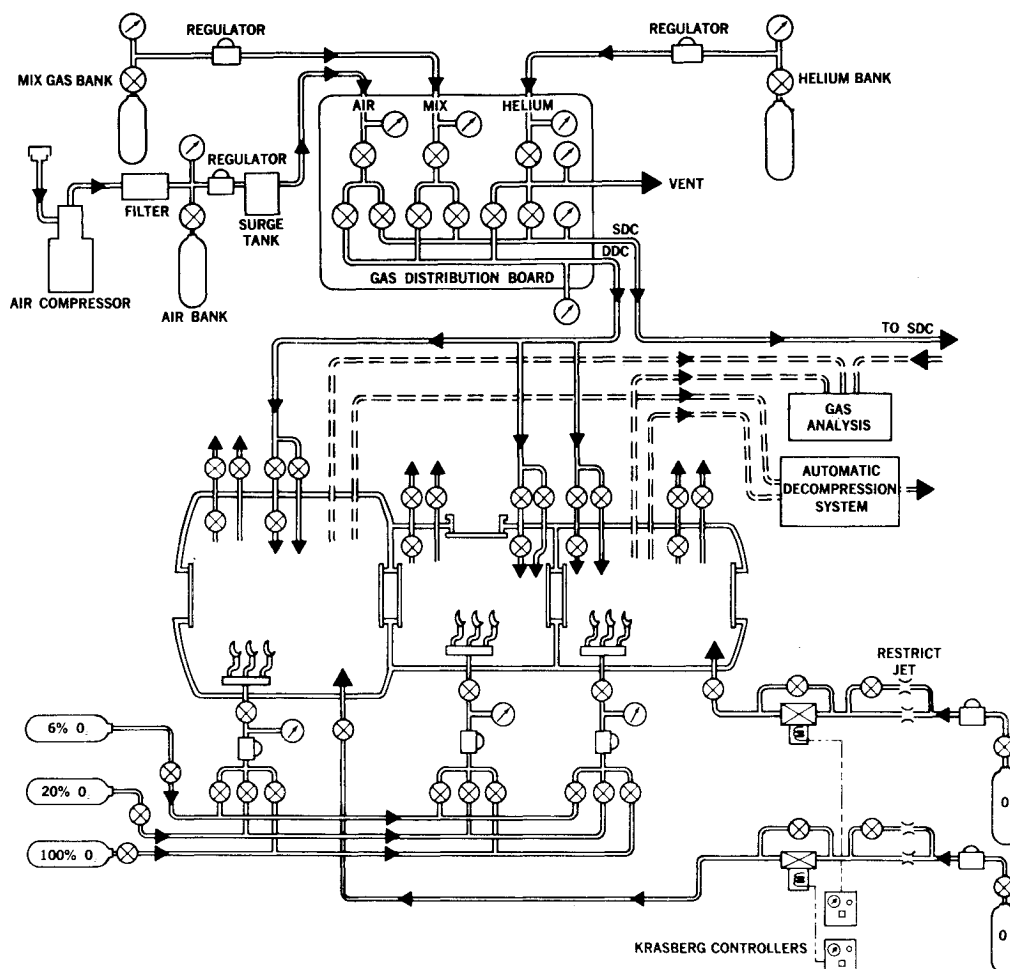 REGULATOR
REGULATOR
MIX GAS BANK
HELIUM BANK
AIR
MIX
HELIUM
REGULATOR
FILTER
SURGE
TANK
VENT
SDC
DDC
GAS DISTRIBUTION BOARD
AIR COMPRESSOR
AIR BANK
TO SDC
GAS
ANALYSIS
AUTOMATIC
DECOMPRESSION
SYSTEM
RESTRICT
JET
6% O
20% O
100% O
O
O
KRASBERG CONTROLLERS